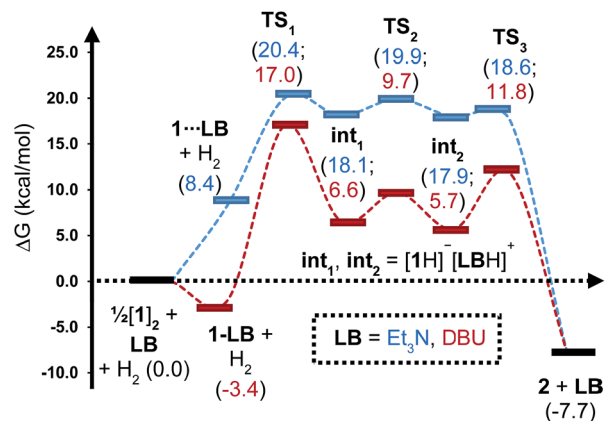 TS₁
(20.4;
17.0)
TS₂
(19.9;
9.7)
TS₃
(18.6;
11.8)
25.0
20.0
15.0
10.0
5.0
0.0
-5.0
-10.0
ΔG (kcal/mol)
1···LB
+ H₂
(8.4)
int₁
(18.1;
6.6)
int₂
(17.9;
5.7)
int₁, int₂ = [1H]⁻[LBH]⁺
½[1]₂ +
LB
+ H₂ (0.0)
1-LB +
H₂
(-3.4)
LB = Et₃N, DBU
2 + LB
(-7.7)